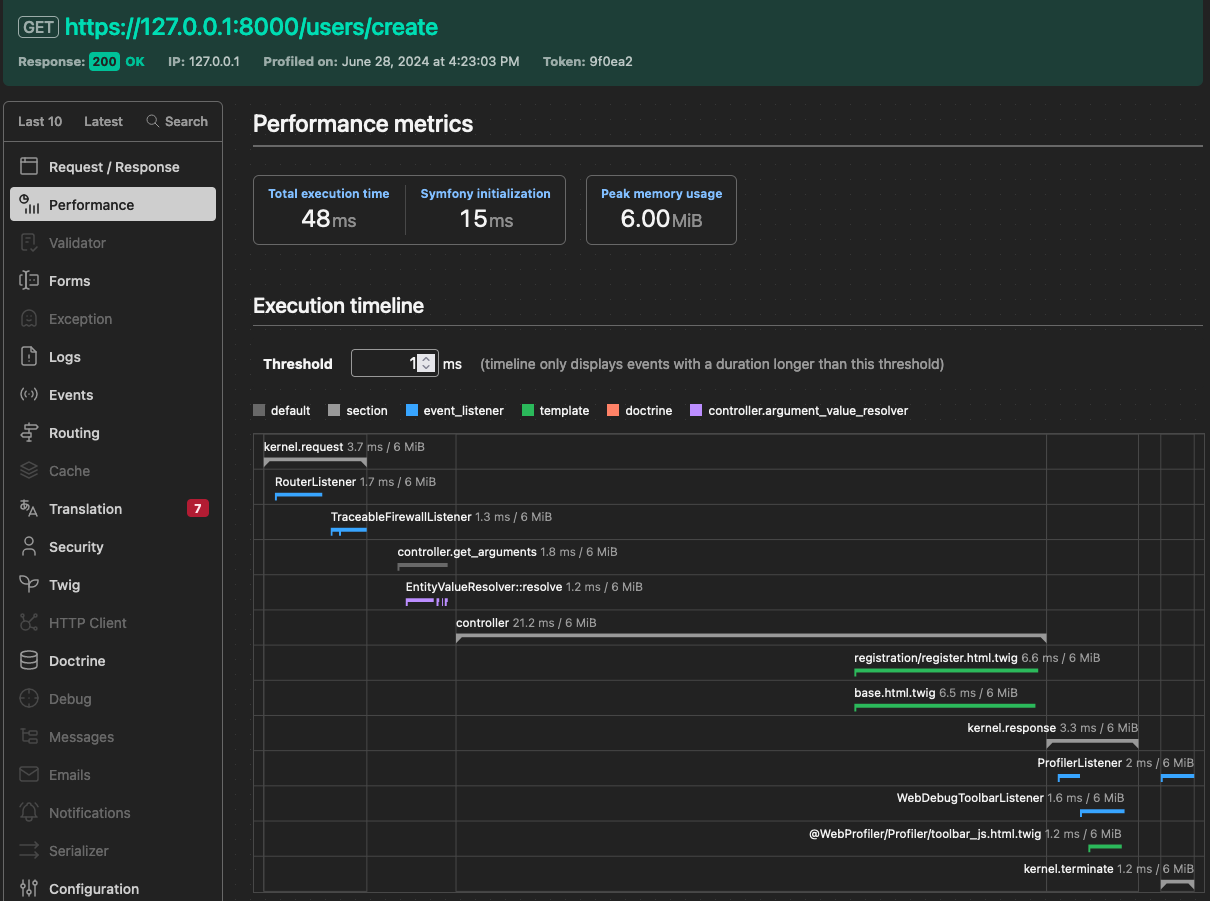 GET https://127.0.0.1:8000/users/create
Response: 200 OK IP: 127.0.0.1 Profiled on: June 28, 2024 at 4:23:03 PM Token: 9f0ea2
Last 10 Latest Search
Request / Response
Performance
Validator
Forms
Exception
Logs
Events
Routing
Cache
Translation 7
Security
Twig
HTTP Client
Doctrine
Debug
Messages
Emails
Notifications
Serializer
Configuration
Performance metrics
Total execution time
48ms
Symfony initialization
15ms
Peak memory usage
6.00MiB
Execution timeline
Threshold 1 ms (timeline only displays events with a duration longer than this threshold)
default section event_listener template doctrine controller.argument_value_resolver
kernel.request 3.7 ms / 6 MiB
RouterListener 1.7 ms / 6 MiB
TraceableFirewallListener 1.3 ms / 6 MiB
controller.get_arguments 1.8 ms / 6 MiB
EntityValueResolver::resolve 1.2 ms / 6 MiB
controller 21.2 ms / 6 MiB
registration/register.html.twig 6.6 ms / 6 MiB
base.html.twig 6.5 ms / 6 MiB
kernel.response 3.3 ms / 6 MiB
ProfilerListener 2 ms / 6 MiB
WebDebugToolbarListener 1.6 ms / 6 MiB
@WebProfiler/Profiler/toolbar_js.html.twig 1.2 ms / 6 MiB
kernel.terminate 1.2 ms / 6 MiB